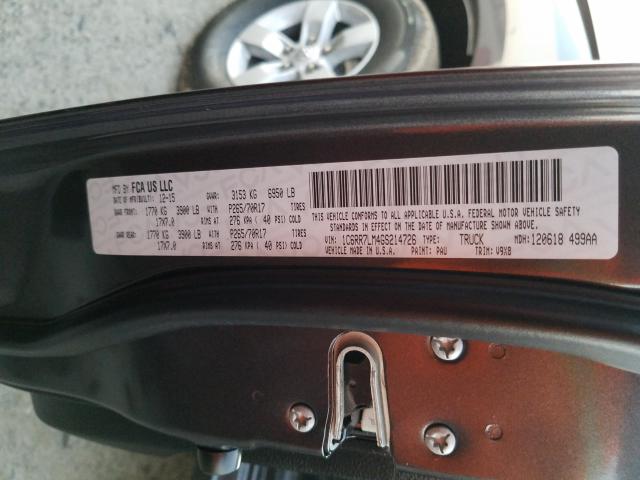 MFD BY: FCA US LLC
DATE OF MFR(BUILT): 12-15 GVWR: 3153 KG 6950 LB
GAWR FRONT: 1770 KG 3900 LB WITH P265/70R17 TIRES
17X7.0 RIMS AT 276 KPA ( 40 PSI) COLD
GAWR REAR: 1770 KG 3900 LB WITH P265/70R17 TIRES
17X7.0 RIMS AT 276 KPA ( 40 PSI) COLD
THIS VEHICLE CONFORMS TO ALL APPLICABLE U.S.A. FEDERAL MOTOR VEHICLE SAFETY
STANDARDS IN EFFECT ON THE DATE OF MANUFACTURE SHOWN ABOVE.
VIN: 1C6RR7LM4GS214726 TYPE: TRUCK MDH: 120618 499AA
VEHICLE MADE IN U.S.A. PAINT: PAU TRIM: V9X8